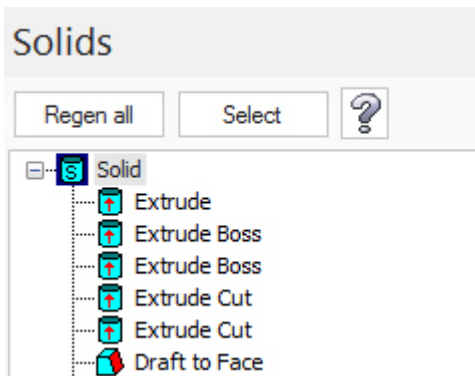 Solids
Regen all Select ?
S Solid
Extrude
Extrude Boss
Extrude Boss
Extrude Cut
Extrude Cut
Draft to Face